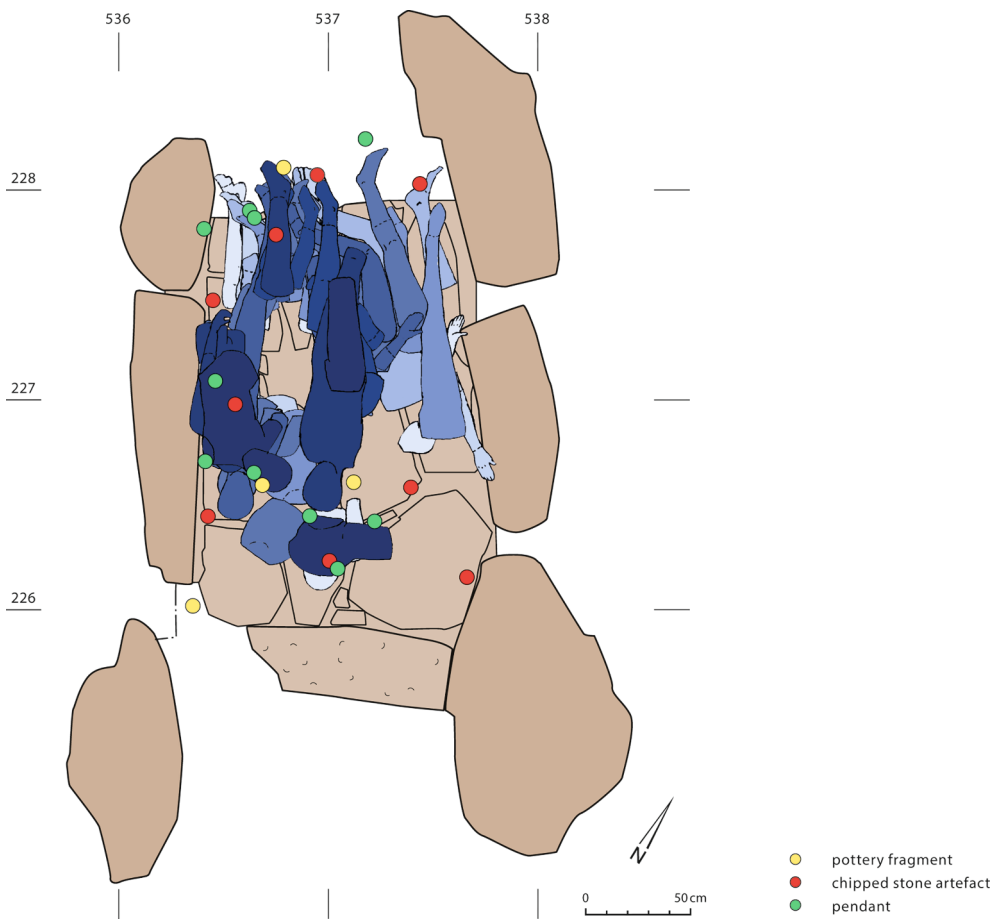 536 537 538
228
227
226
N
0 50 cm
pottery fragment
chipped stone artefact
pendant